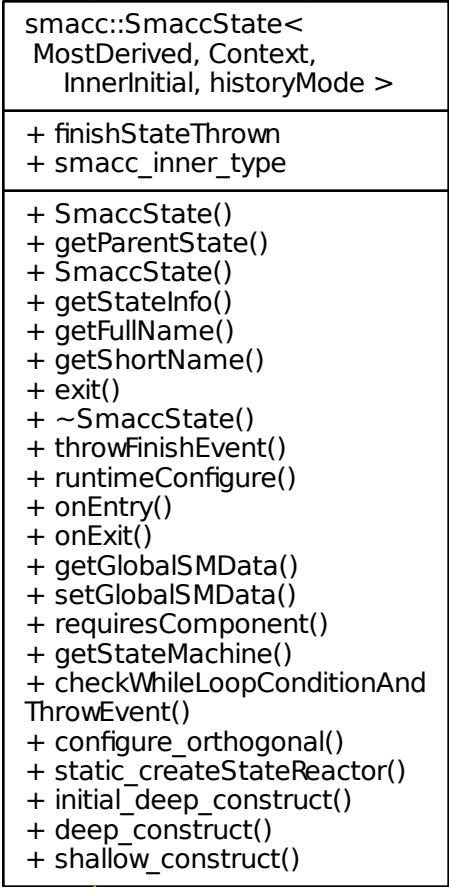 smacc::SmaccState<
MostDerived, Context,
InnerInitial, historyMode >
+ finishStateThrown
+ smacc_inner_type
+ SmaccState()
+ getParentState()
+ SmaccState()
+ getStateInfo()
+ getFullName()
+ getShortName()
+ exit()
+ ~SmaccState()
+ throwFinishEvent()
+ runtimeConfigure()
+ onEntry()
+ onExit()
+ getGlobalSMData()
+ setGlobalSMData()
+ requiresComponent()
+ getStateMachine()
+ checkWhileLoopConditionAnd
ThrowEvent()
+ configure_orthogonal()
+ static_createStateReactor()
+ initial_deep_construct()
+ deep_construct()
+ shallow_construct()